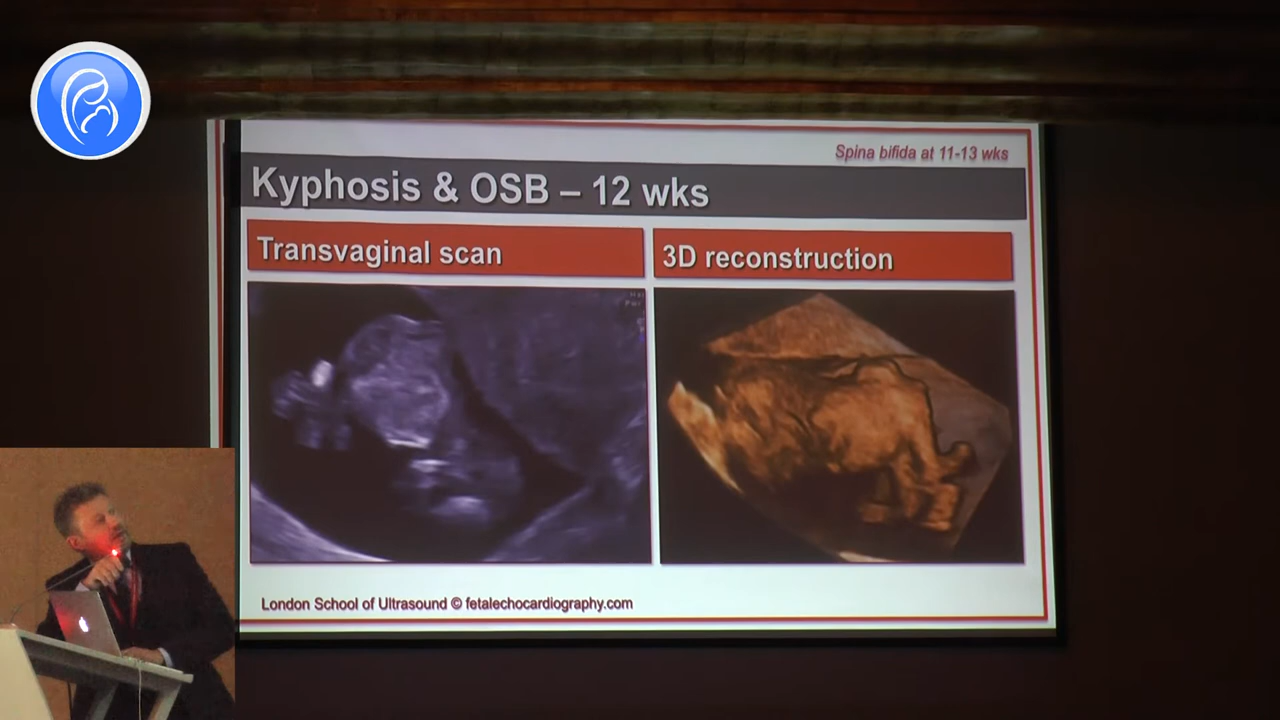 Spina bifida at 11-13 wks
Kyphosis & OSB – 12 wks
Transvaginal scan
3D reconstruction
London School of Ultrasound © fetalechocardiography.com